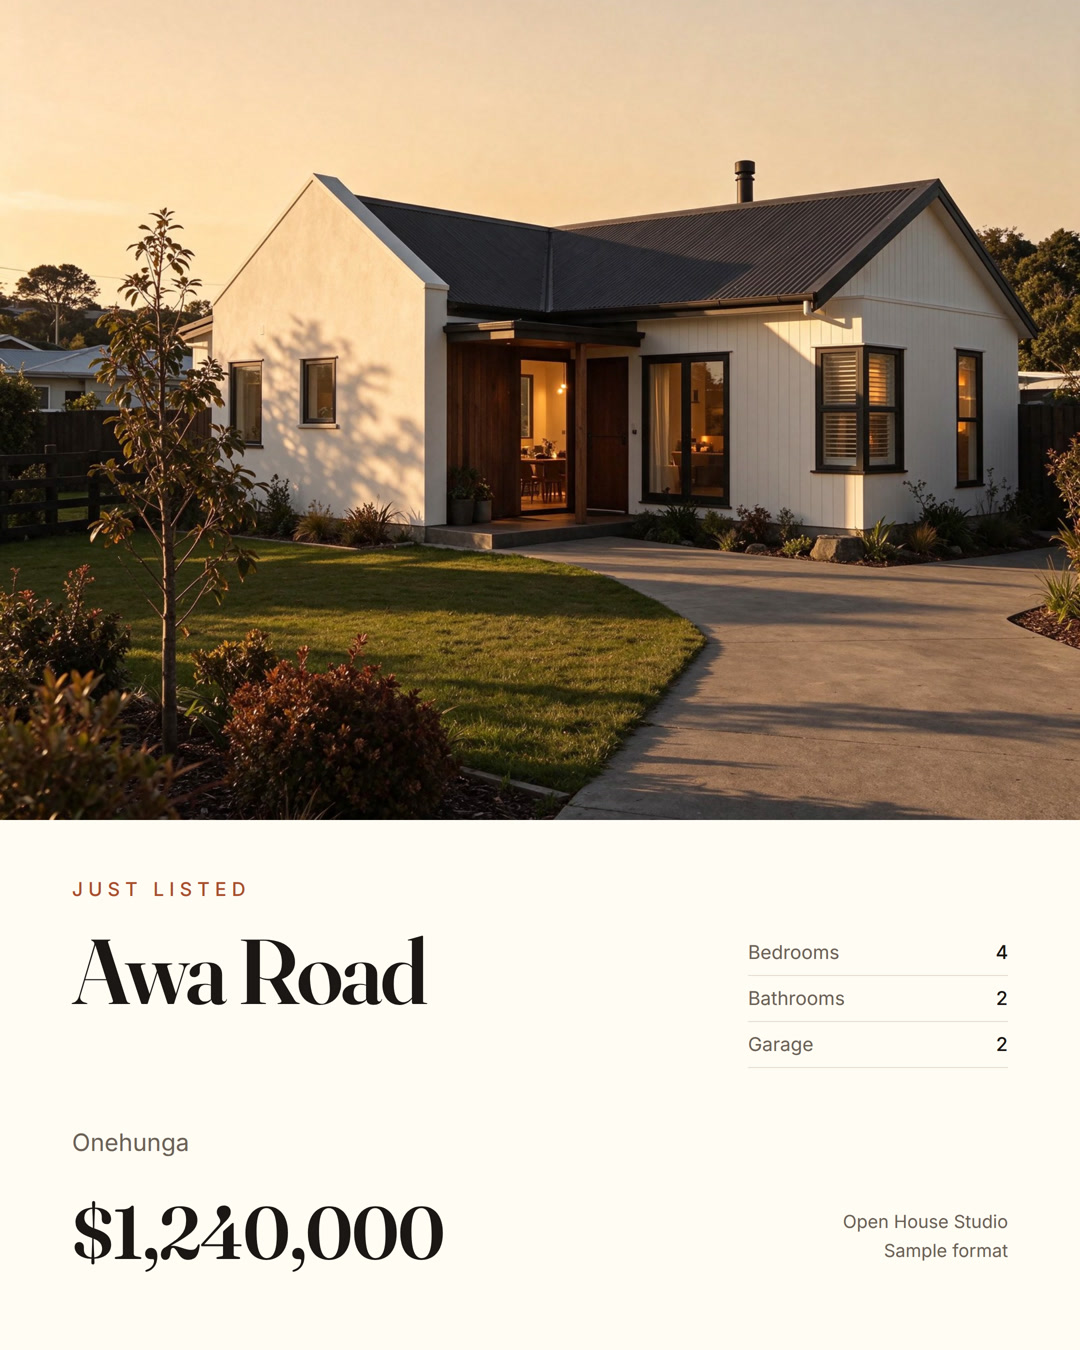 JUST LISTED
Awa Road
Bedrooms 4
Bathrooms 2
Garage 2
Onehunga
$1,240,000
Open House Studio
Sample format